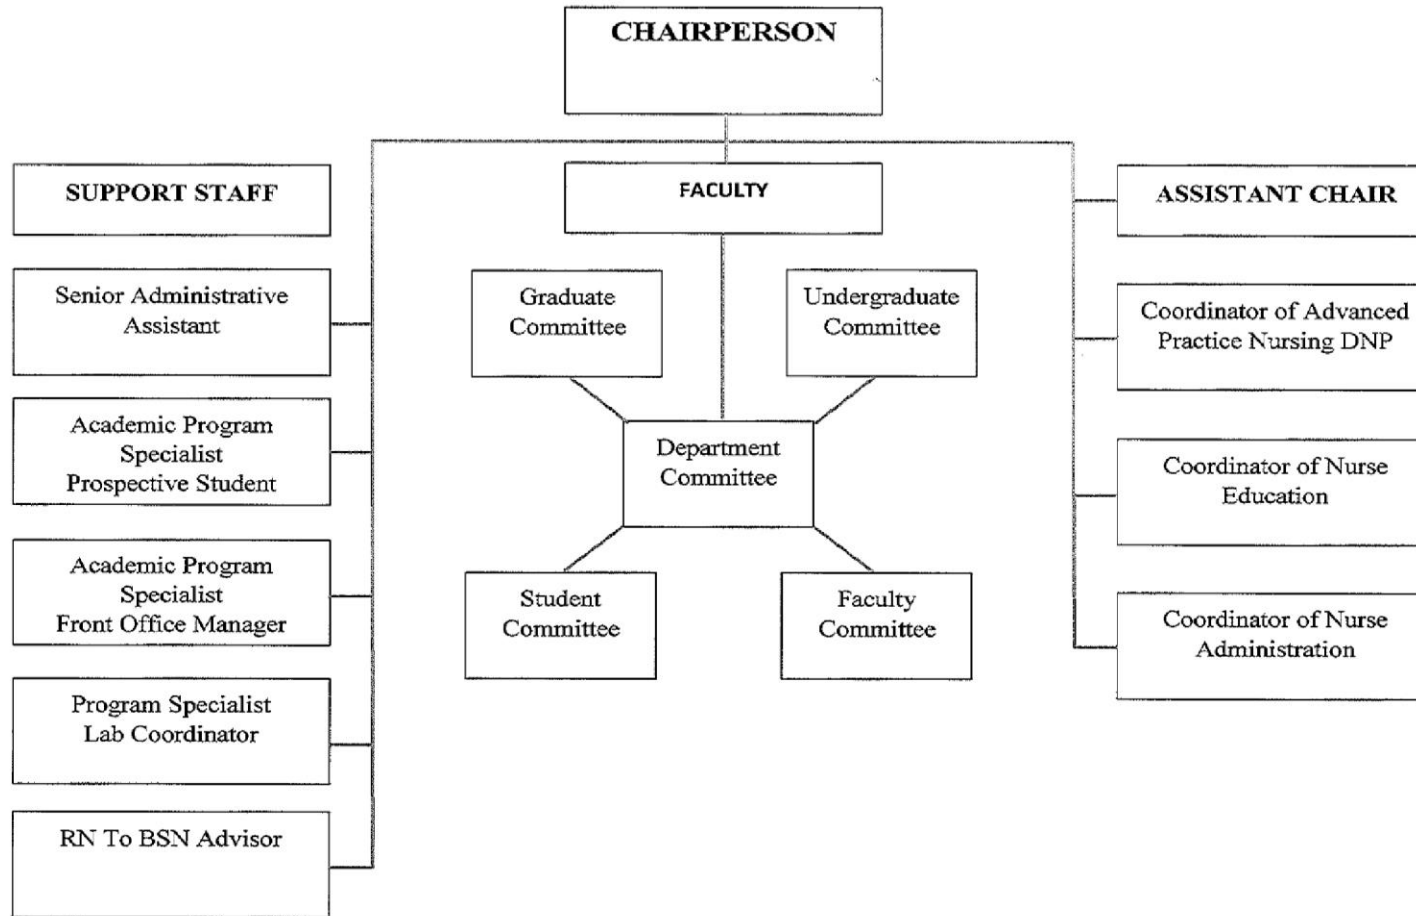 CHAIRPERSON
SUPPORT STAFF
FACULTY
ASSISTANT CHAIR
Senior Administrative
Assistant
Academic Program
Specialist
Prospective Student
Academic Program
Specialist
Front Office Manager
Program Specialist
Lab Coordinator
RN To BSN Advisor
Graduate
Committee
Undergraduate
Committee
Department
Committee
Student
Committee
Faculty
Committee
Coordinator of Advanced
Practice Nursing DNP
Coordinator of Nurse
Education
Coordinator of Nurse
Administration